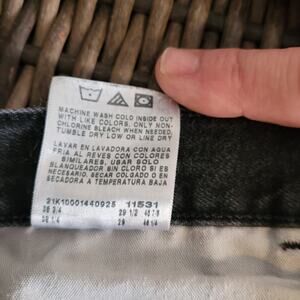 MACHINE WASH COLD INSIDE OUT
WITH LIKE COLORS, ONLY NON-
CHLORINE BLEACH WHEN NEEDED,
TUMBLE DRY LOW OR LINE DRY
LAVAR EN LAVADORA CON AGUA
FRIA AL REVES CON COLORES
SIMILARES, USAR SOLO
BLANQUEADOR SIN CLORO SI ES
NECESARIO. SECAR COLGADO O EN
SECADORA A TEMPERATURA BAJA
21K10001440925 11531